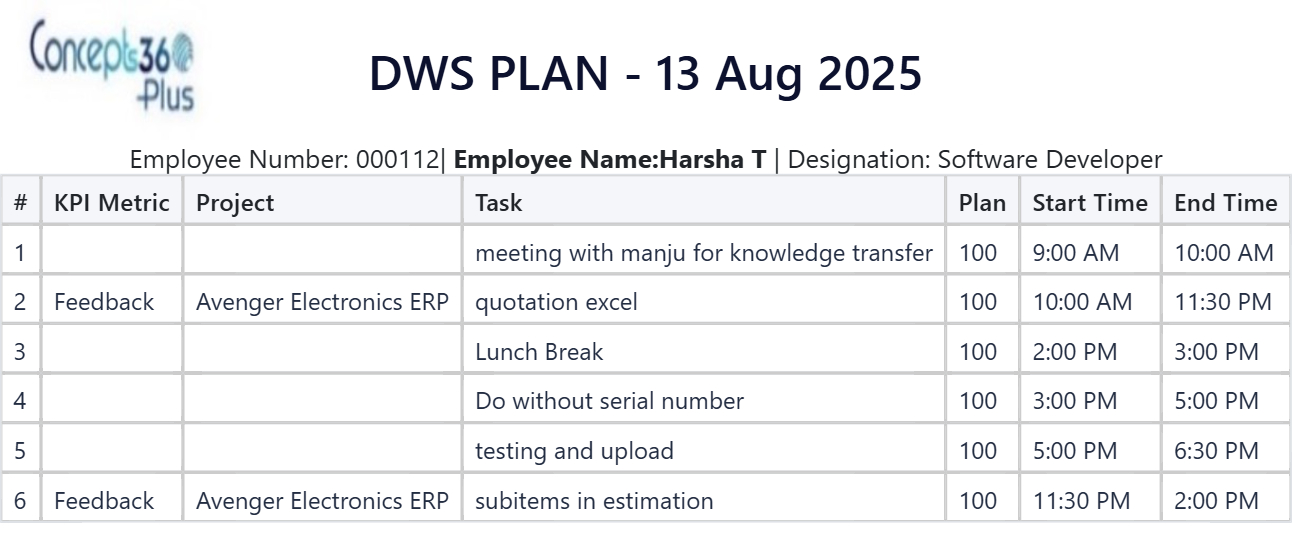 Concepts360
Plus
DWS PLAN - 13 Aug 2025
Employee Number: 000112| Employee Name:Harsha T | Designation: Software Developer
# KPI Metric Project Task Plan Start Time End Time
1 meeting with manju for knowledge transfer 100 9:00 AM 10:00 AM
2 Feedback Avenger Electronics ERP quotation excel 100 10:00 AM 11:30 PM
3 Lunch Break 100 2:00 PM 3:00 PM
4 Do without serial number 100 3:00 PM 5:00 PM
5 testing and upload 100 5:00 PM 6:30 PM
6 Feedback Avenger Electronics ERP subitems in estimation 100 11:30 PM 2:00 PM